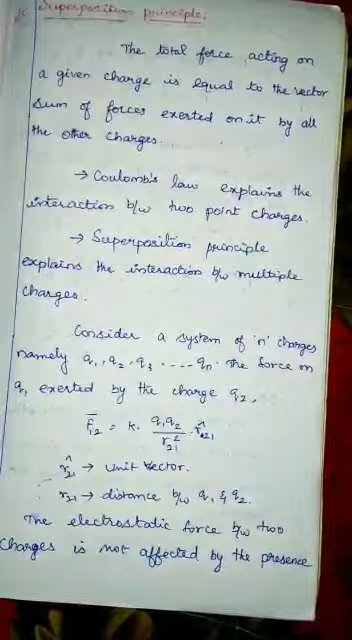 Superposition principle:
The total force acting on
a given charge is equal to the vector
sum of forces exerted on it by all
the other charges.
→ Coulomb's law explains the
interaction b/w two point charges.
→ Superposition principle
explains the interaction b/w multiple
charges.
Consider a system of 'n' charges
namely q₁, q₂, q₃ ---- qₙ. The force on
q₁ exerted by the charge q₂,
F̄₁₂ = k. q₁q₂ / r₂₁² . r̂₂₁
r̂₂₁ → unit vector.
r₂₁ → distance b/w q₁ & q₂.
The electrostatic force b/w two
charges is not affected by the presence